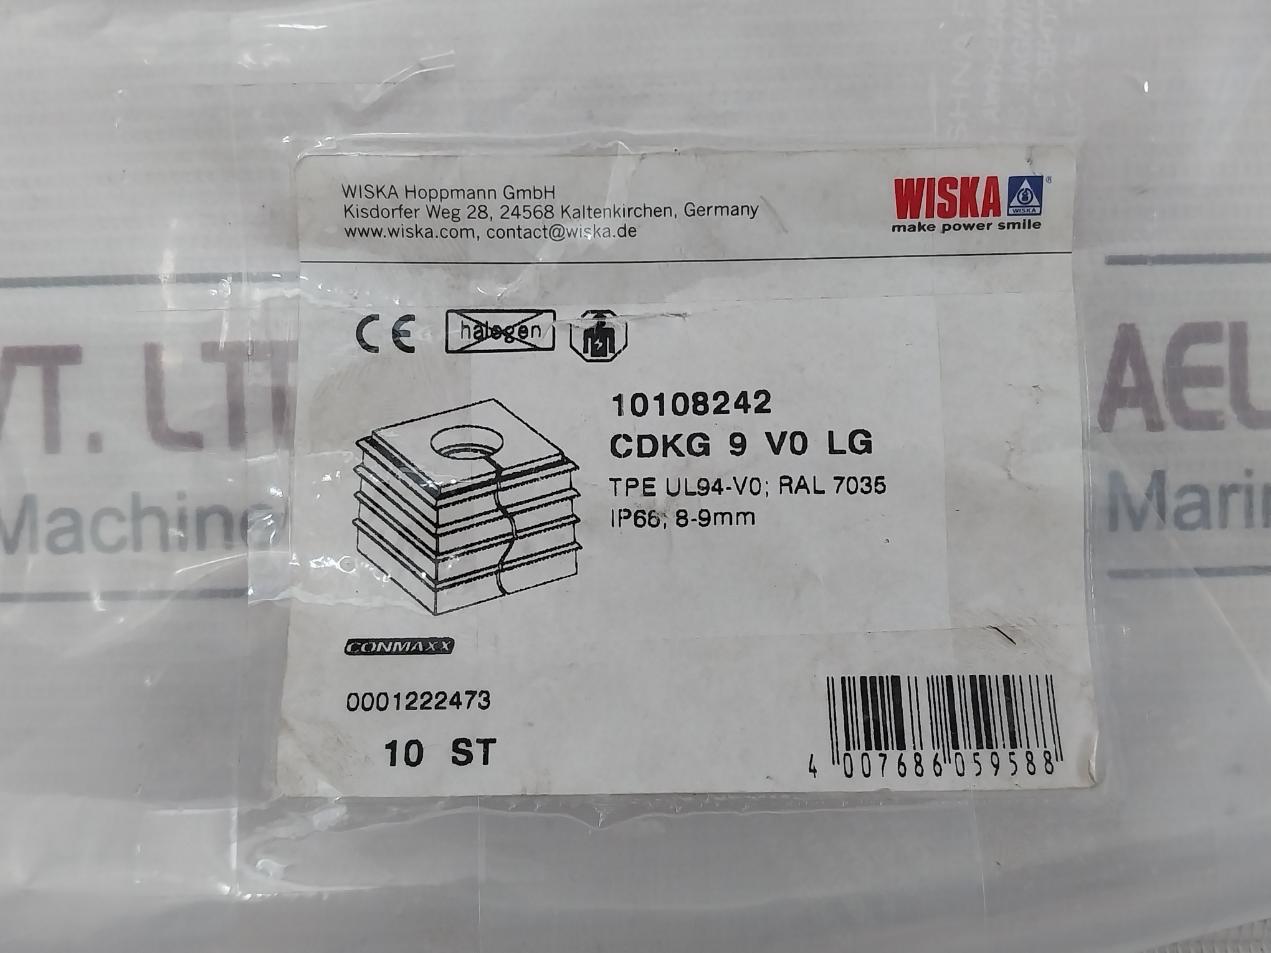 WISKA Hoppmann GmbH
Kisdorfer Weg 28, 24568 Kaltenkirchen, Germany
www.wiska.com, contact@wiska.de
WISKA
WISKA
®
make power smile
CE
halogen
10108242
CDKG 9 V0 LG
TPE UL94-V0; RAL 7035
IP66; 8-9mm
CONMAXX
0001222473
10 ST
4 007686 059588
VT. LT
Machine
AEL
Marin